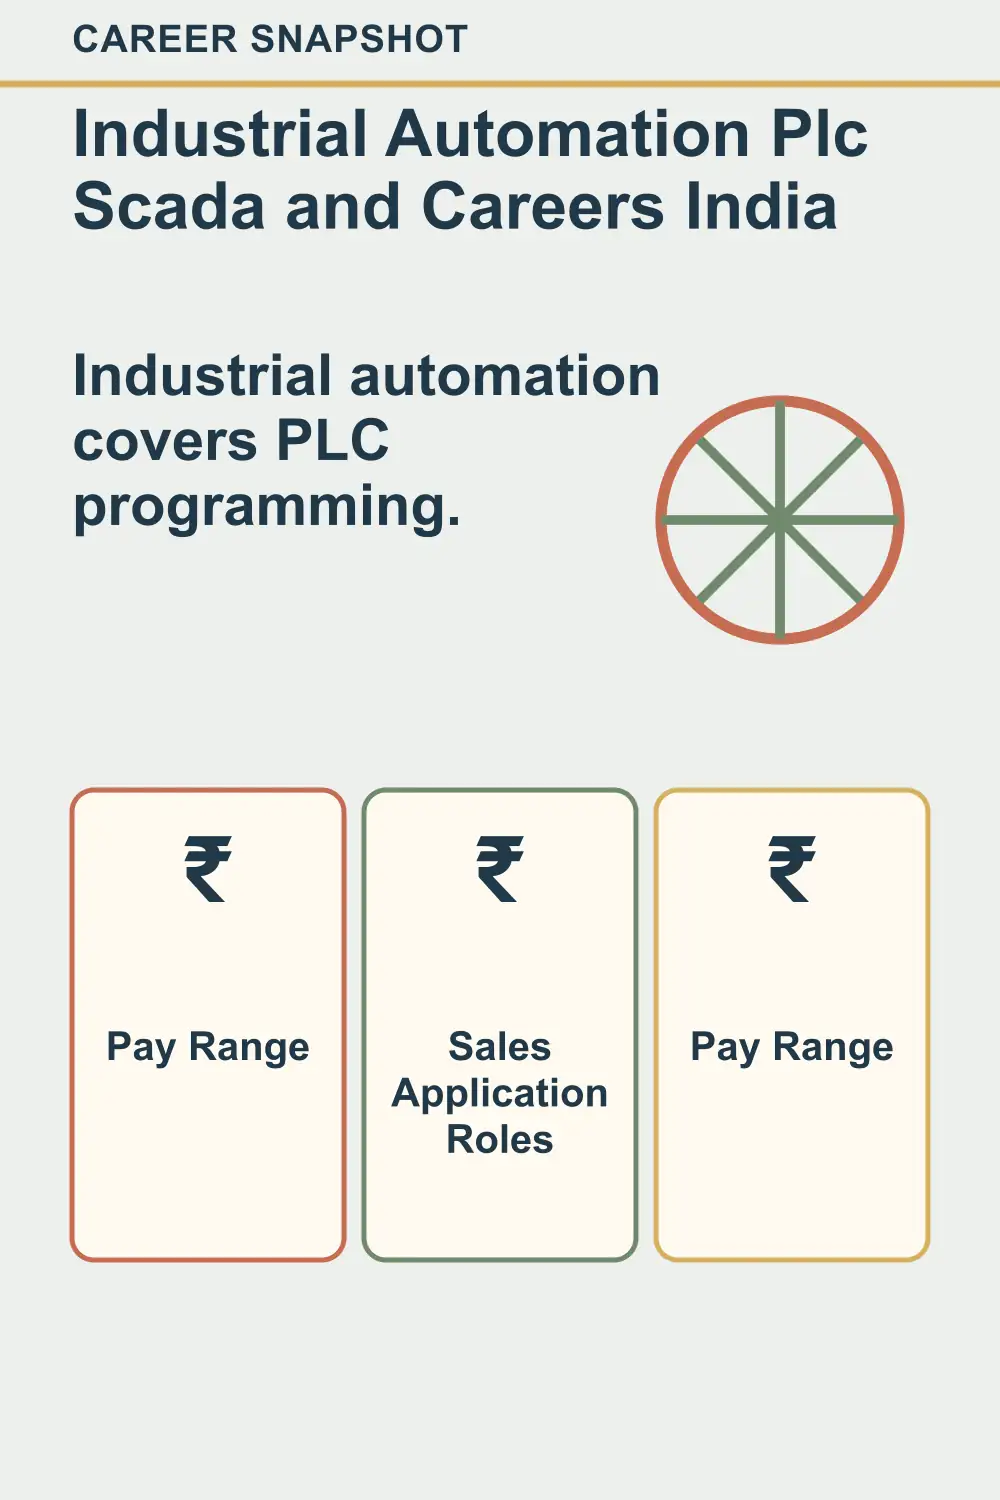 CAREER SNAPSHOT
Industrial Automation Plc
Scada and Careers India
Industrial automation
covers PLC
programming.
₹
Pay Range
₹
Sales
Application
Roles
₹
Pay Range